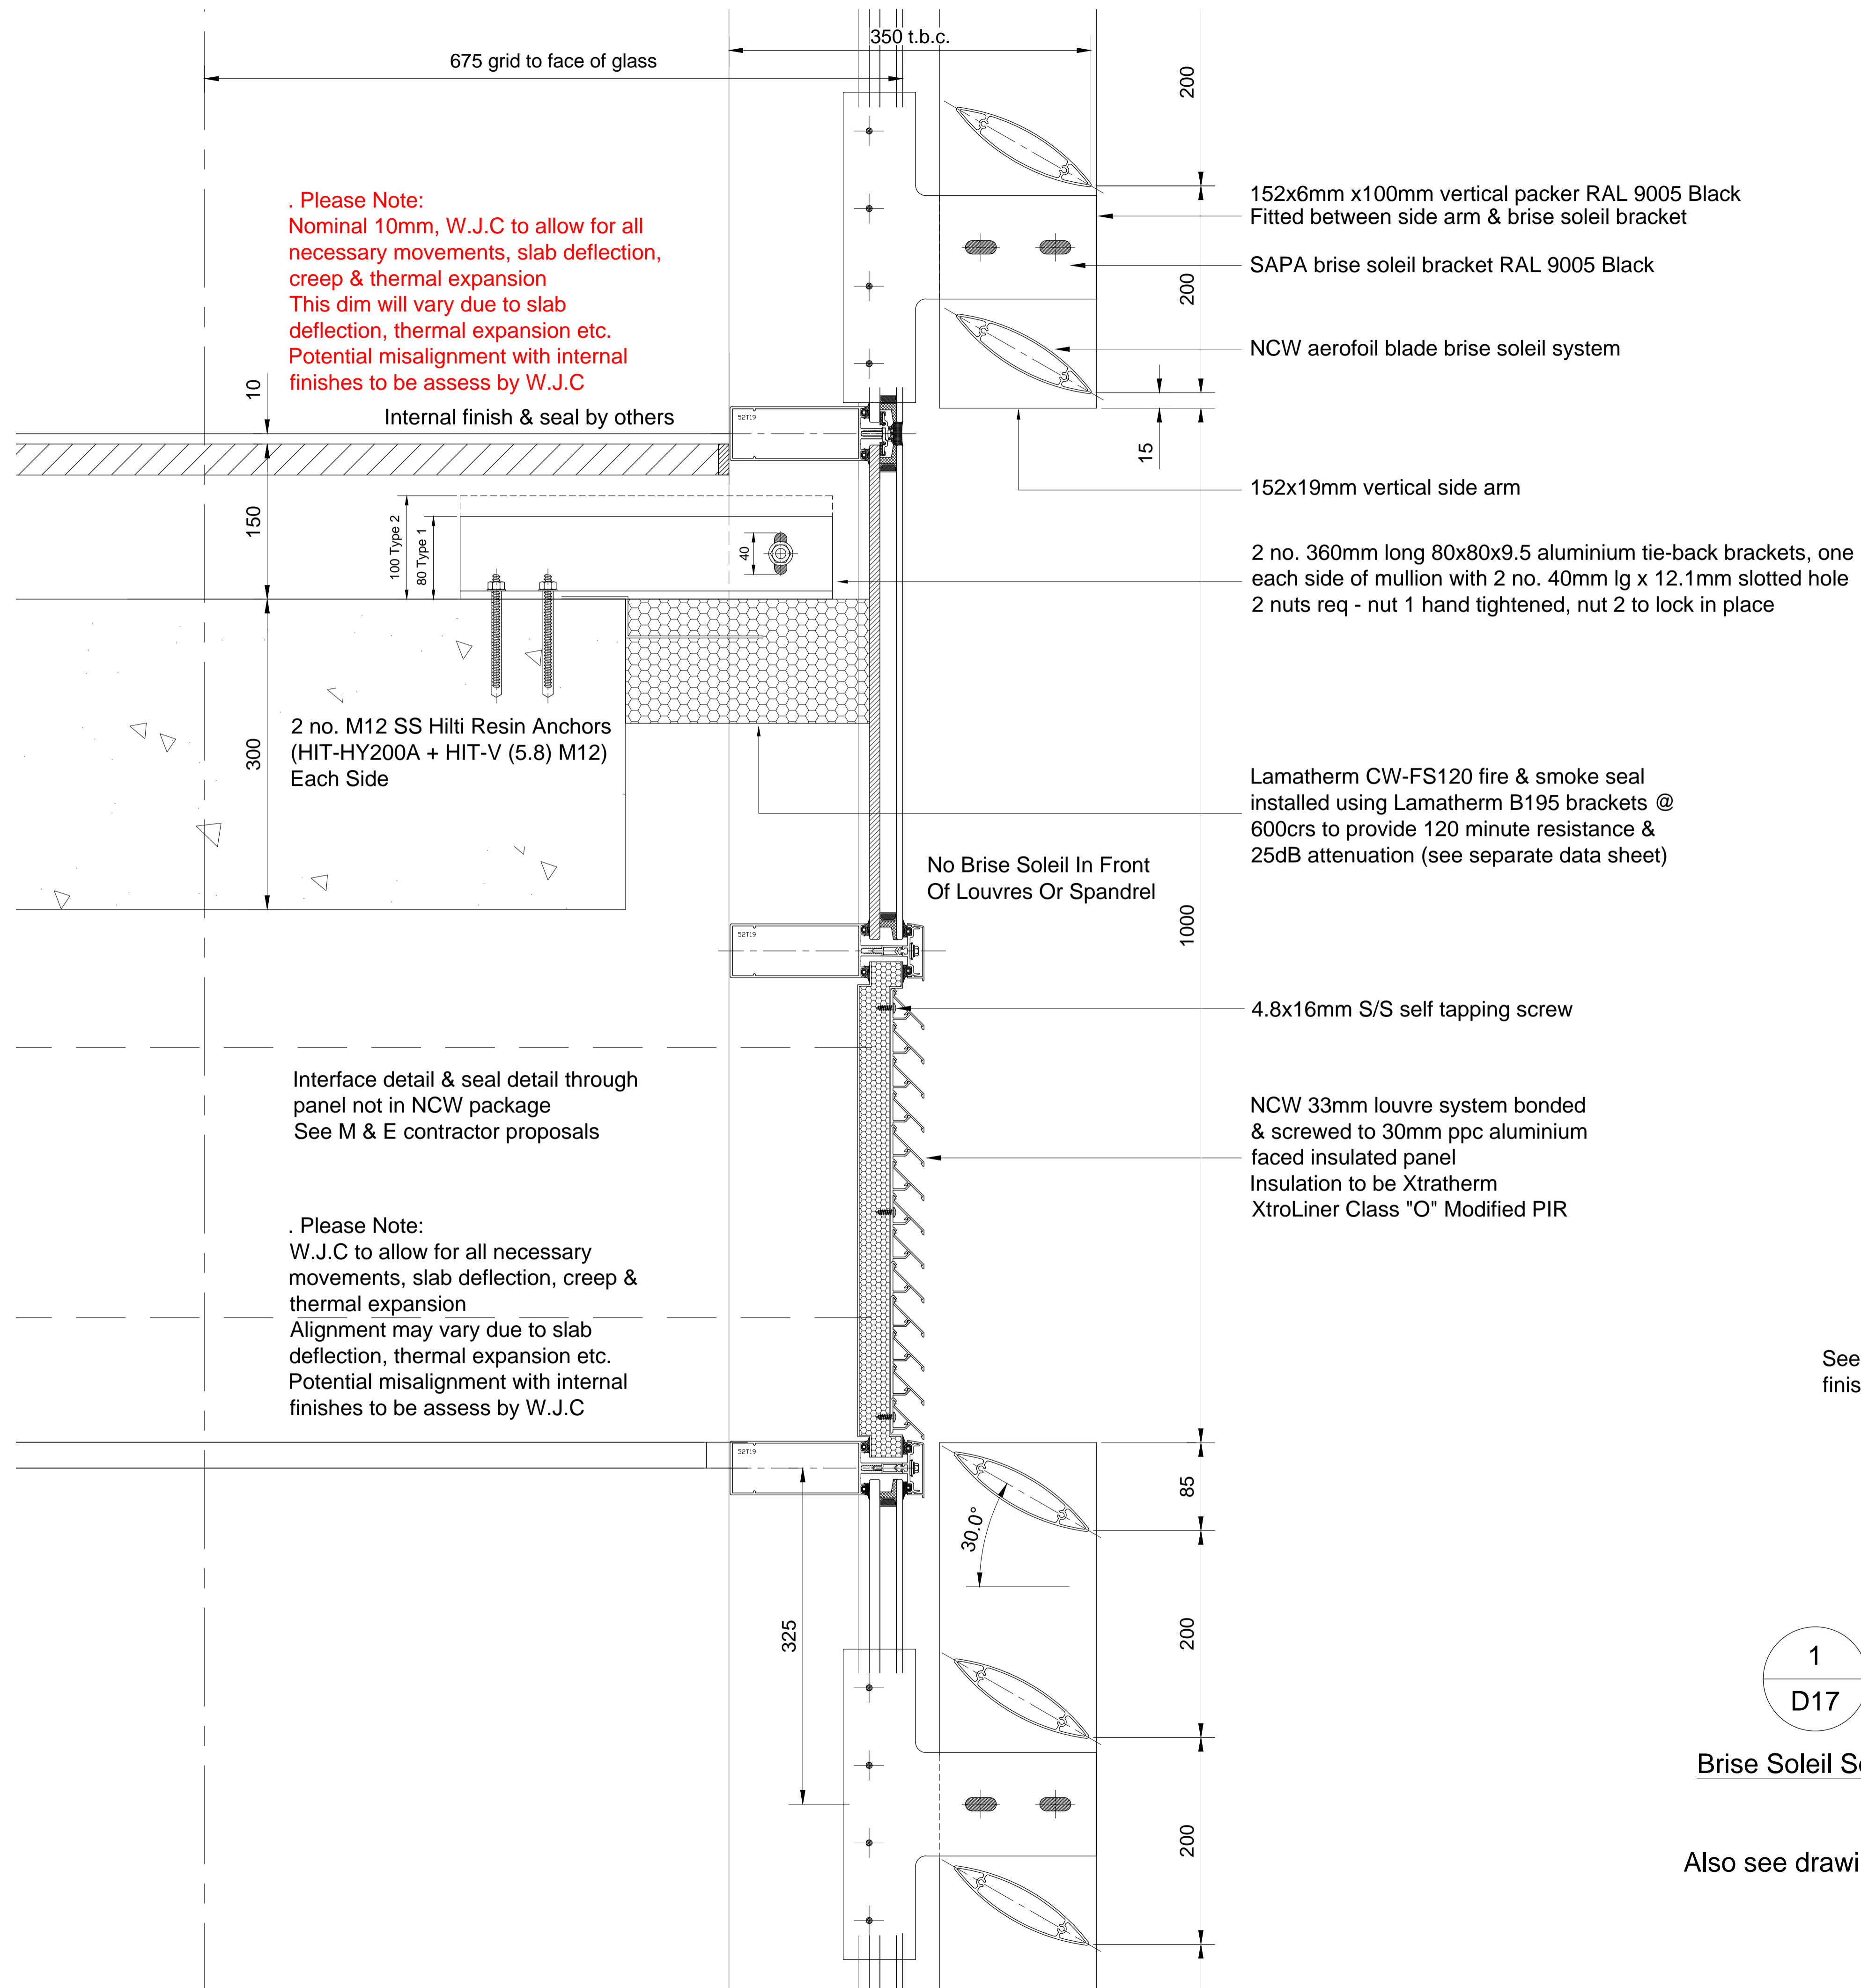 350 t.b.c.
675 grid to face of glass
200
152x6mm x100mm vertical packer RAL 9005 Black
Fitted between side arm & brise soleil bracket
. Please Note:
Nominal 10mm, W.J.C to allow for all
necessary movements, slab deflection,
creep & thermal expansion
This dim will vary due to slab
deflection, thermal expansion etc.
Potential misalignment with internal
finishes to be assess by W.J.C
SAPA brise soleil bracket RAL 9005 Black
200
NCW aerofoil blade brise soleil system
10
Internal finish & seal by others
52T19
15
152x19mm vertical side arm
150
100 Type 2
80 Type 1
40
2 no. 360mm long 80x80x9.5 aluminium tie-back brackets, one
each side of mullion with 2 no. 40mm lg x 12.1mm slotted hole
2 nuts req - nut 1 hand tightened, nut 2 to lock in place
300
2 no. M12 SS Hilti Resin Anchors
(HIT-HY200A + HIT-V (5.8) M12)
Each Side
Lamatherm CW-FS120 fire & smoke seal
installed using Lamatherm B195 brackets @
600crs to provide 120 minute resistance &
25dB attenuation (see separate data sheet)
No Brise Soleil In Front
Of Louvres Or Spandrel
1000
52T19
4.8x16mm S/S self tapping screw
Interface detail & seal detail through
panel not in NCW package
See M & E contractor proposals
NCW 33mm louvre system bonded
& screwed to 30mm ppc aluminium
faced insulated panel
Insulation to be Xtratherm
XtroLiner Class "O" Modified PIR
. Please Note:
W.J.C to allow for all necessary
movements, slab deflection, creep &
thermal expansion
Alignment may vary due to slab
deflection, thermal expansion etc.
Potential misalignment with internal
finishes to be assess by W.J.C
See
finis
52T19
85
30.0°
325
200
1
D17
Brise Soleil Se
200
Also see drawi